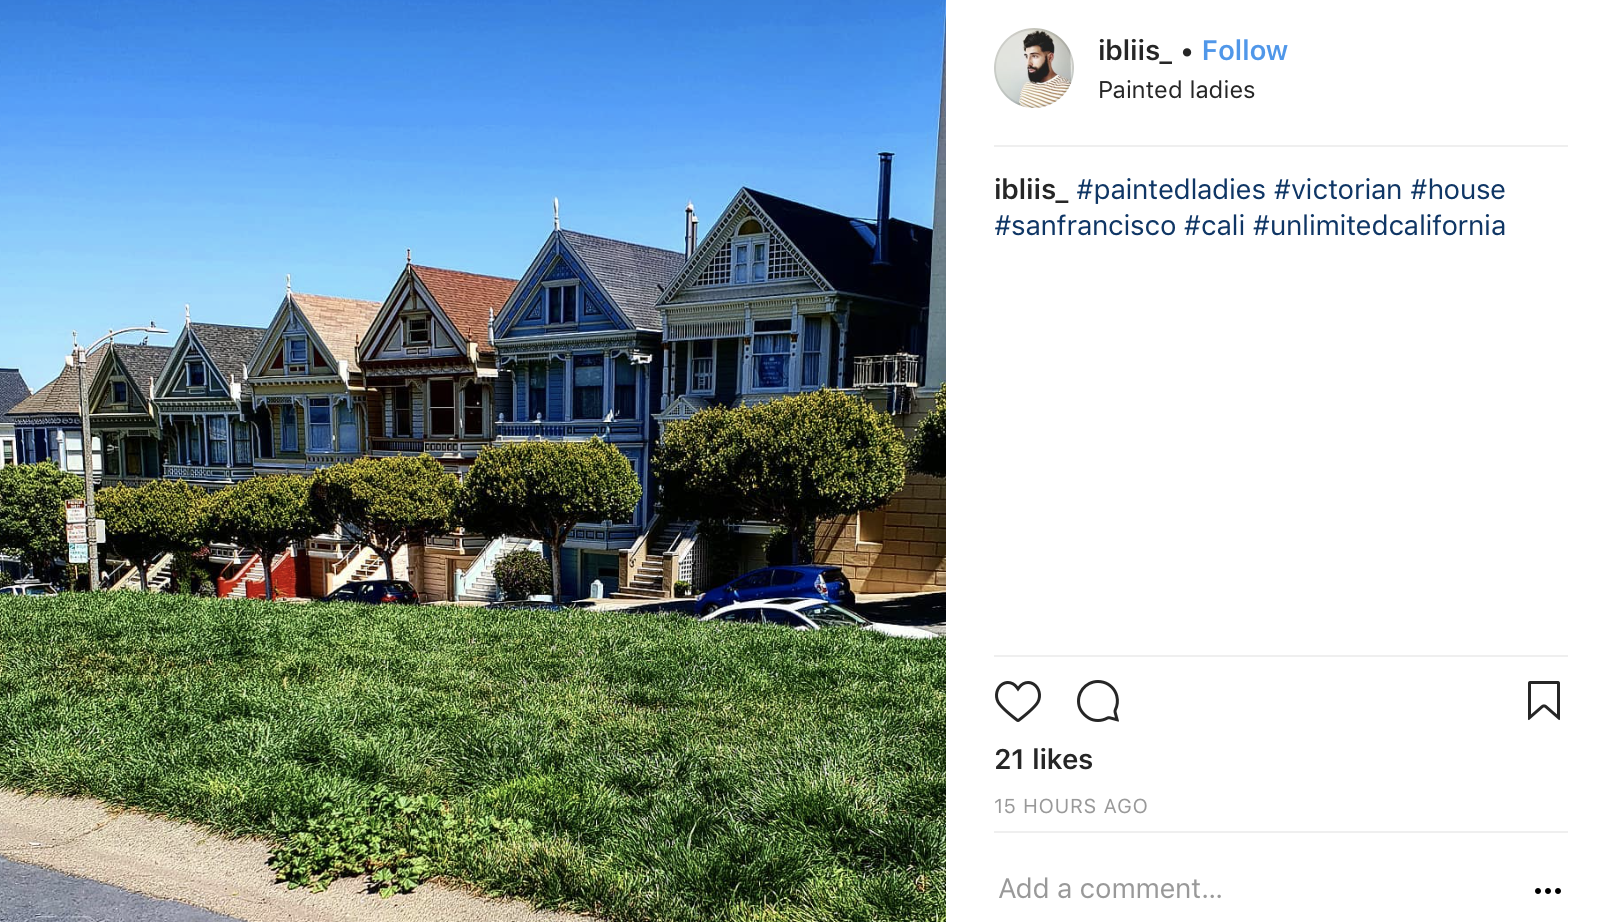 ibliis_ • Follow
Painted ladies
ibliis_ #paintedladies #victorian #house
#sanfrancisco #cali #unlimitedcalifornia
21 likes
15 HOURS AGO
Add a comment...